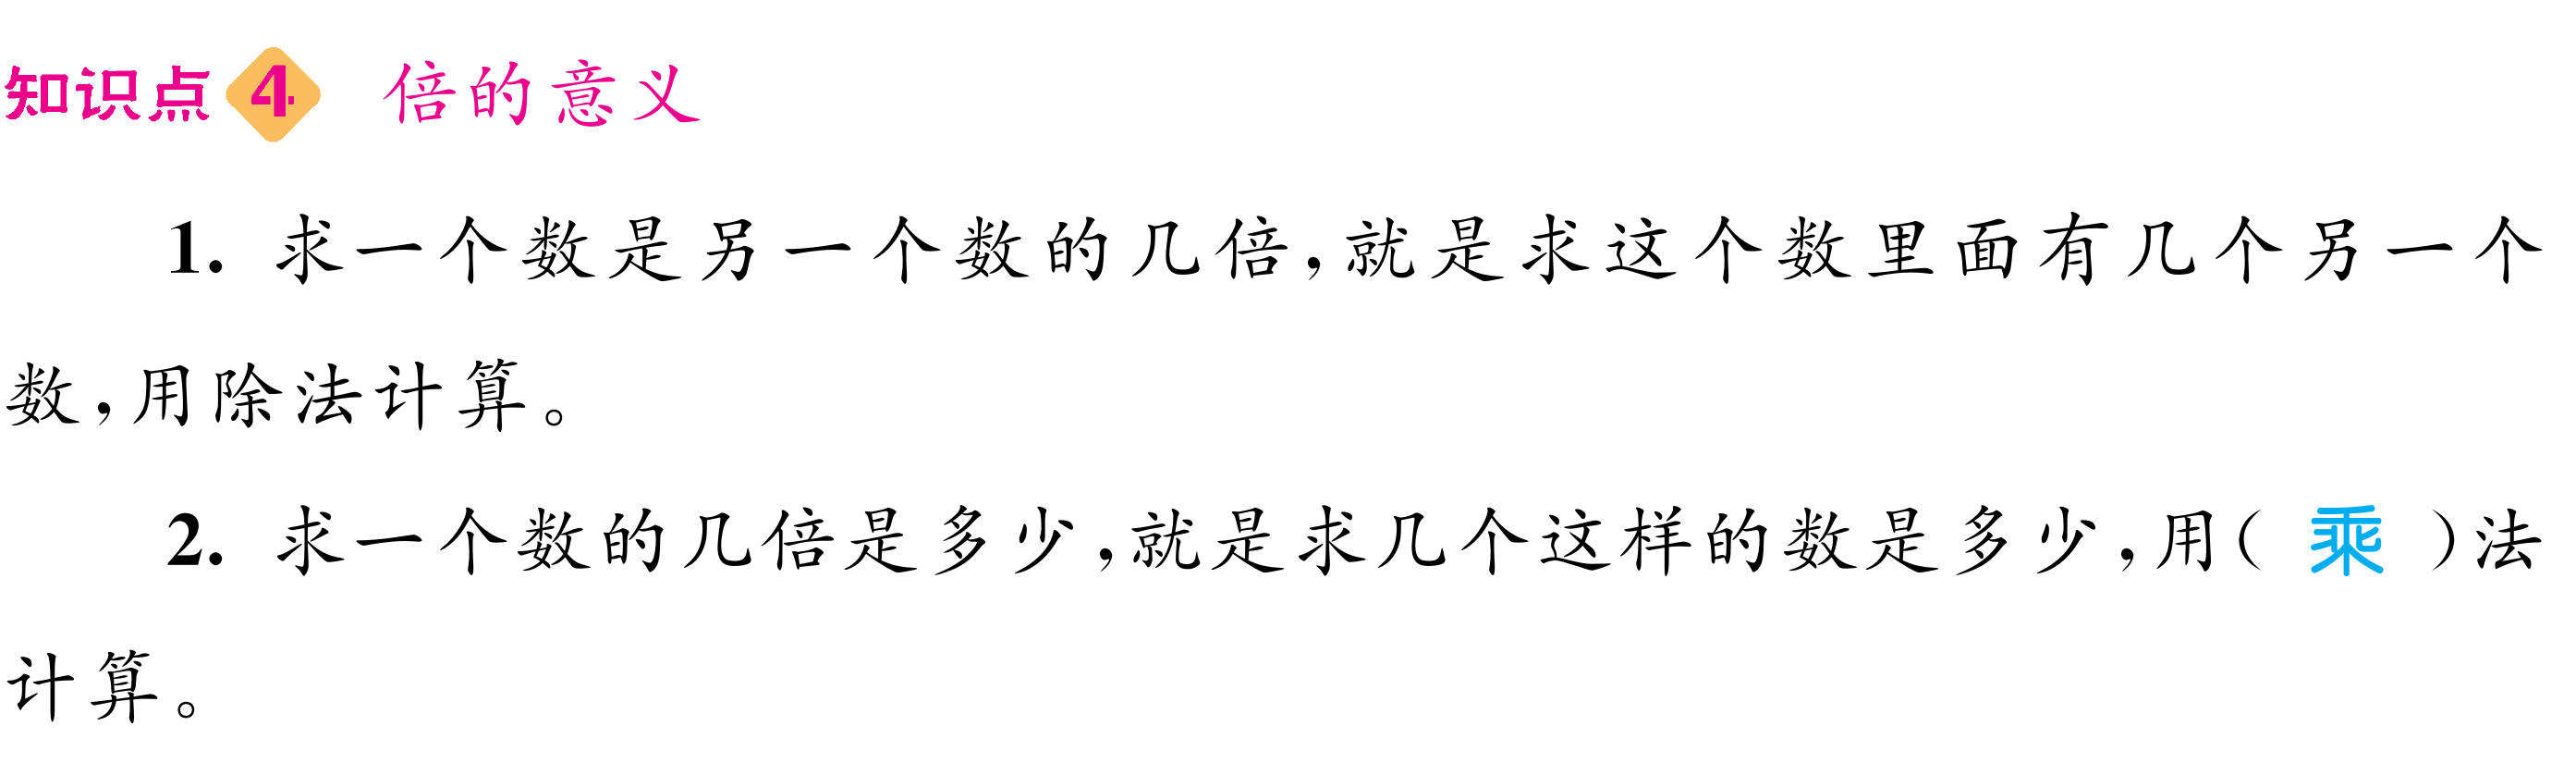 知识点4 倍的意义
1. 求一个数是另一个数的几倍,就是求这个数里面有几个另一个
数,用除法计算。
2. 求一个数的几倍是多少,就是求几个这样的数是多少,用( 乘 )法
计算。